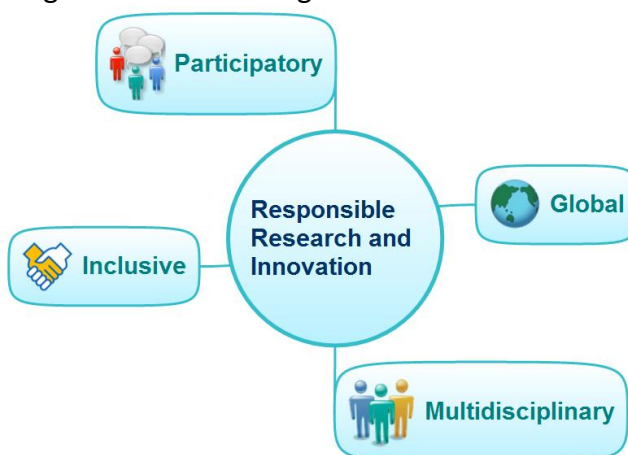 Participatory
Responsible
Research and
Innovation
Global
Inclusive
Multidisciplinary